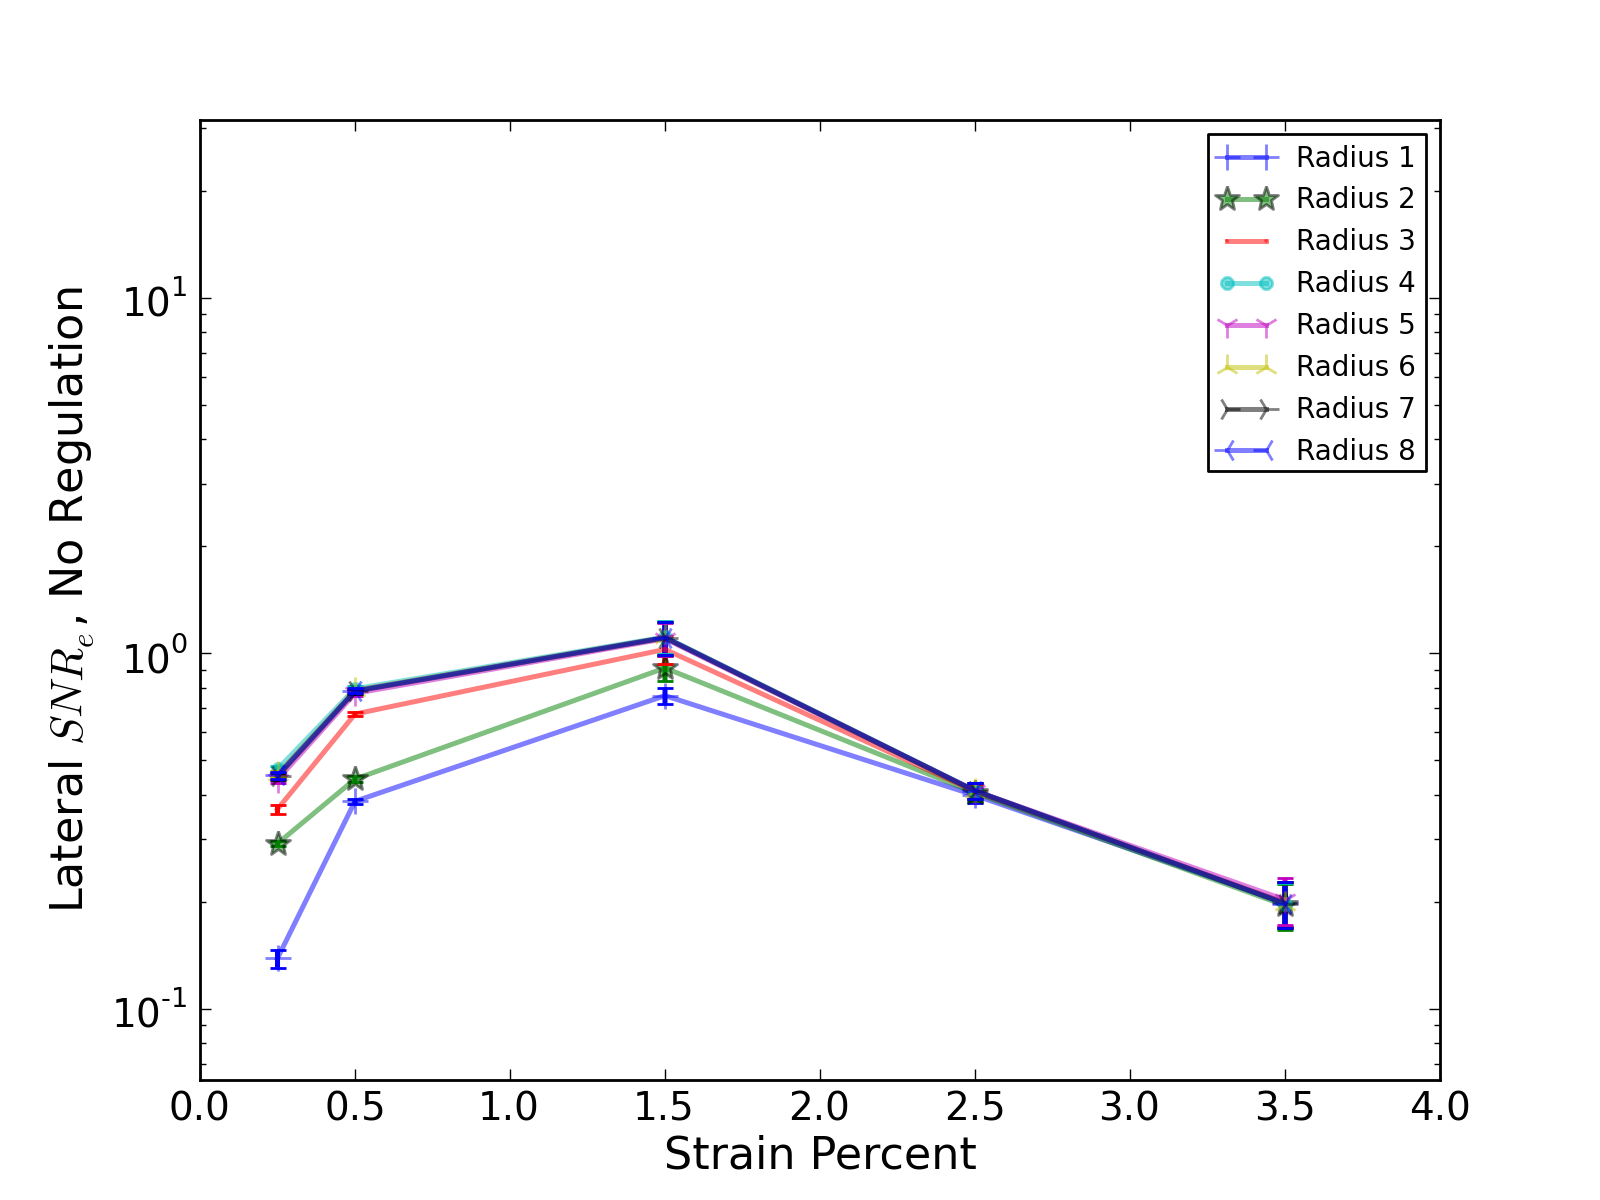 Radius 1
Radius 2
Radius 3
Radius 4
Radius 5
Radius 6
Radius 7
Radius 8
Lateral SNR_e, No Regulation
10^1
10^0
10^-1
0.0 0.5 1.0 1.5 2.0 2.5 3.0 3.5 4.0
Strain Percent